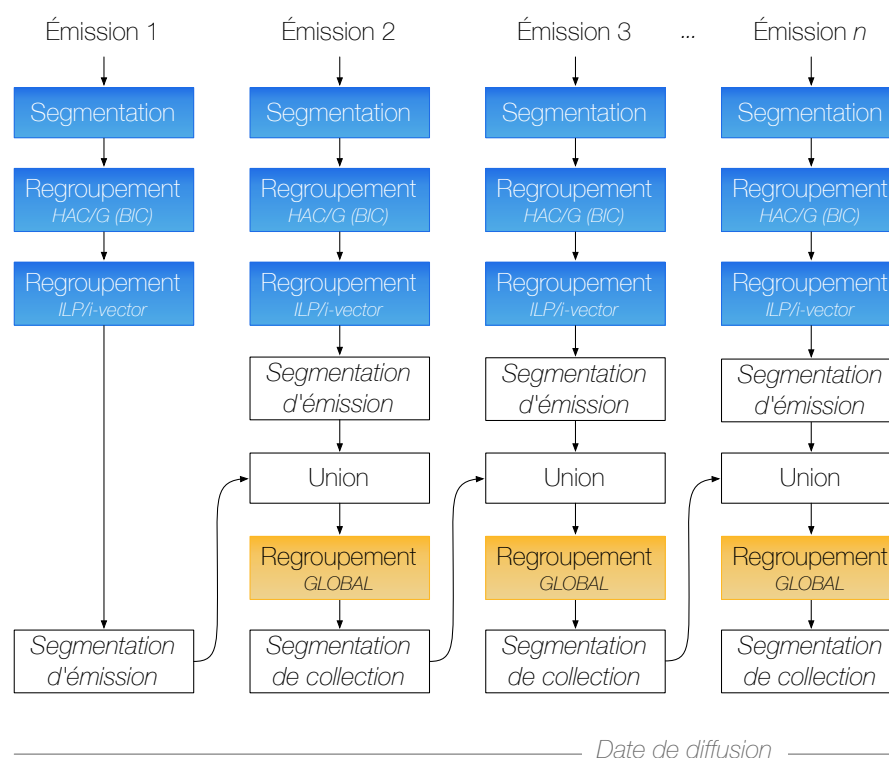 Émission 1
Émission 2
Émission 3
...
Émission n
Segmentation
Segmentation
Segmentation
Segmentation
Regroupement
HAC/G (BIC)
Regroupement
HAC/G (BIC)
Regroupement
HAC/G (BIC)
Regroupement
HAC/G (BIC)
Regroupement
ILP/i-vector
Regroupement
ILP/i-vector
Regroupement
ILP/i-vector
Regroupement
ILP/i-vector
Segmentation
d'émission
Segmentation
d'émission
Segmentation
d'émission
Union
Union
Union
Regroupement
GLOBAL
Regroupement
GLOBAL
Regroupement
GLOBAL
Segmentation
d'émission
Segmentation
de collection
Segmentation
de collection
Segmentation
de collection
Date de diffusion